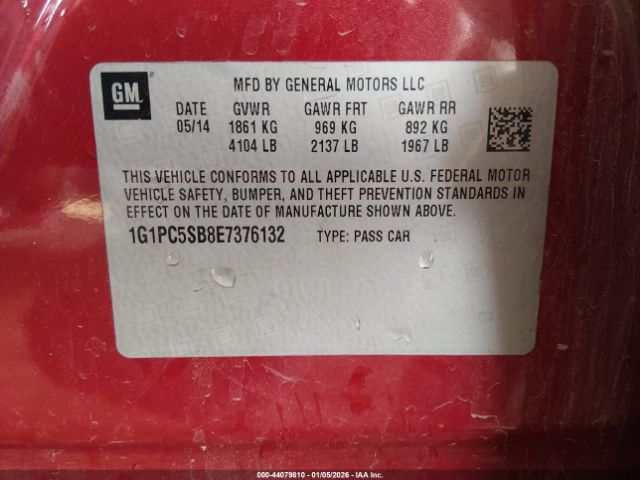 GM
MFD BY GENERAL MOTORS LLC
DATE GVWR GAWR FRT GAWR RR
05/14 1861 KG 969 KG 892 KG
4104 LB 2137 LB 1967 LB
THIS VEHICLE CONFORMS TO ALL APPLICABLE U.S. FEDERAL MOTOR
VEHICLE SAFETY, BUMPER, AND THEFT PREVENTION STANDARDS IN
EFFECT ON THE DATE OF MANUFACTURE SHOWN ABOVE.
1G1PC5SB8E7376132 TYPE: PASS CAR
000-44079810 - 01/05/2026 - IAA Inc.